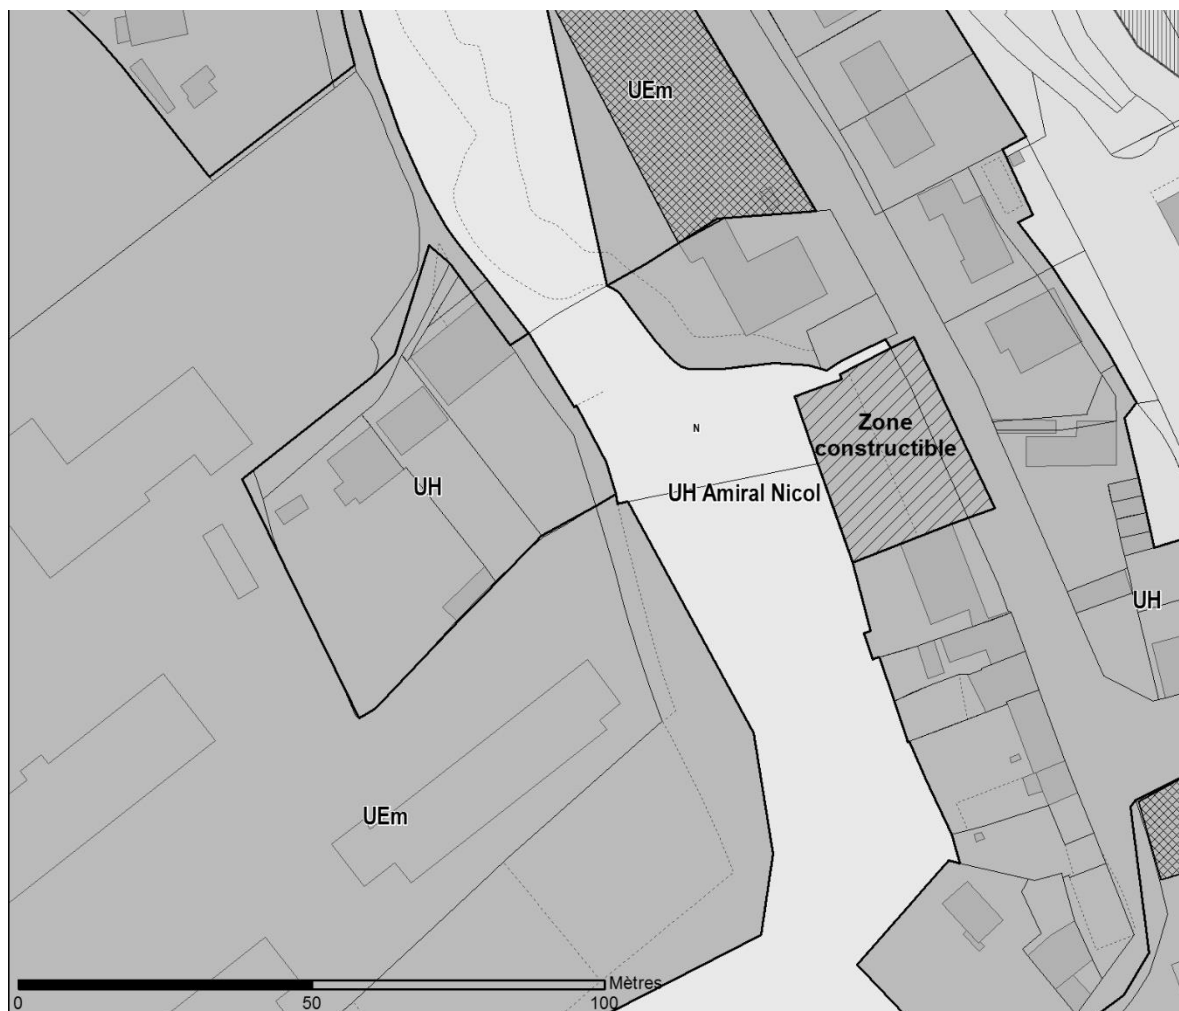 UEm
Zone
constructible
N
UH
UH Amiral Nicol
UH
UEm
Mètres
0
50
100